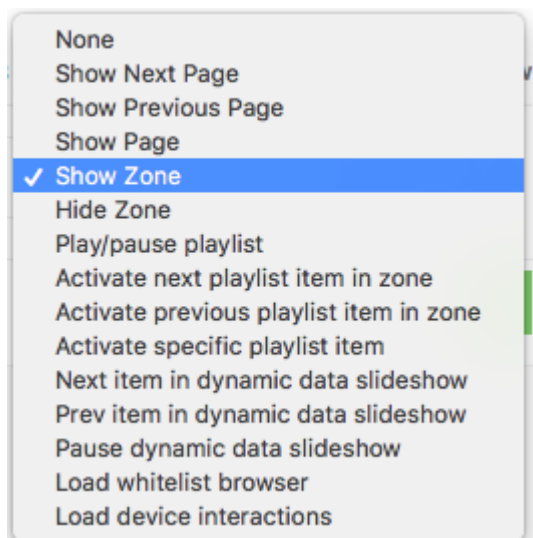 None
Show Next Page
Show Previous Page
Show Page
✓ Show Zone
Hide Zone
Play/pause playlist
Activate next playlist item in zone
Activate previous playlist item in zone
Activate specific playlist item
Next item in dynamic data slideshow
Prev item in dynamic data slideshow
Pause dynamic data slideshow
Load whitelist browser
Load device interactions